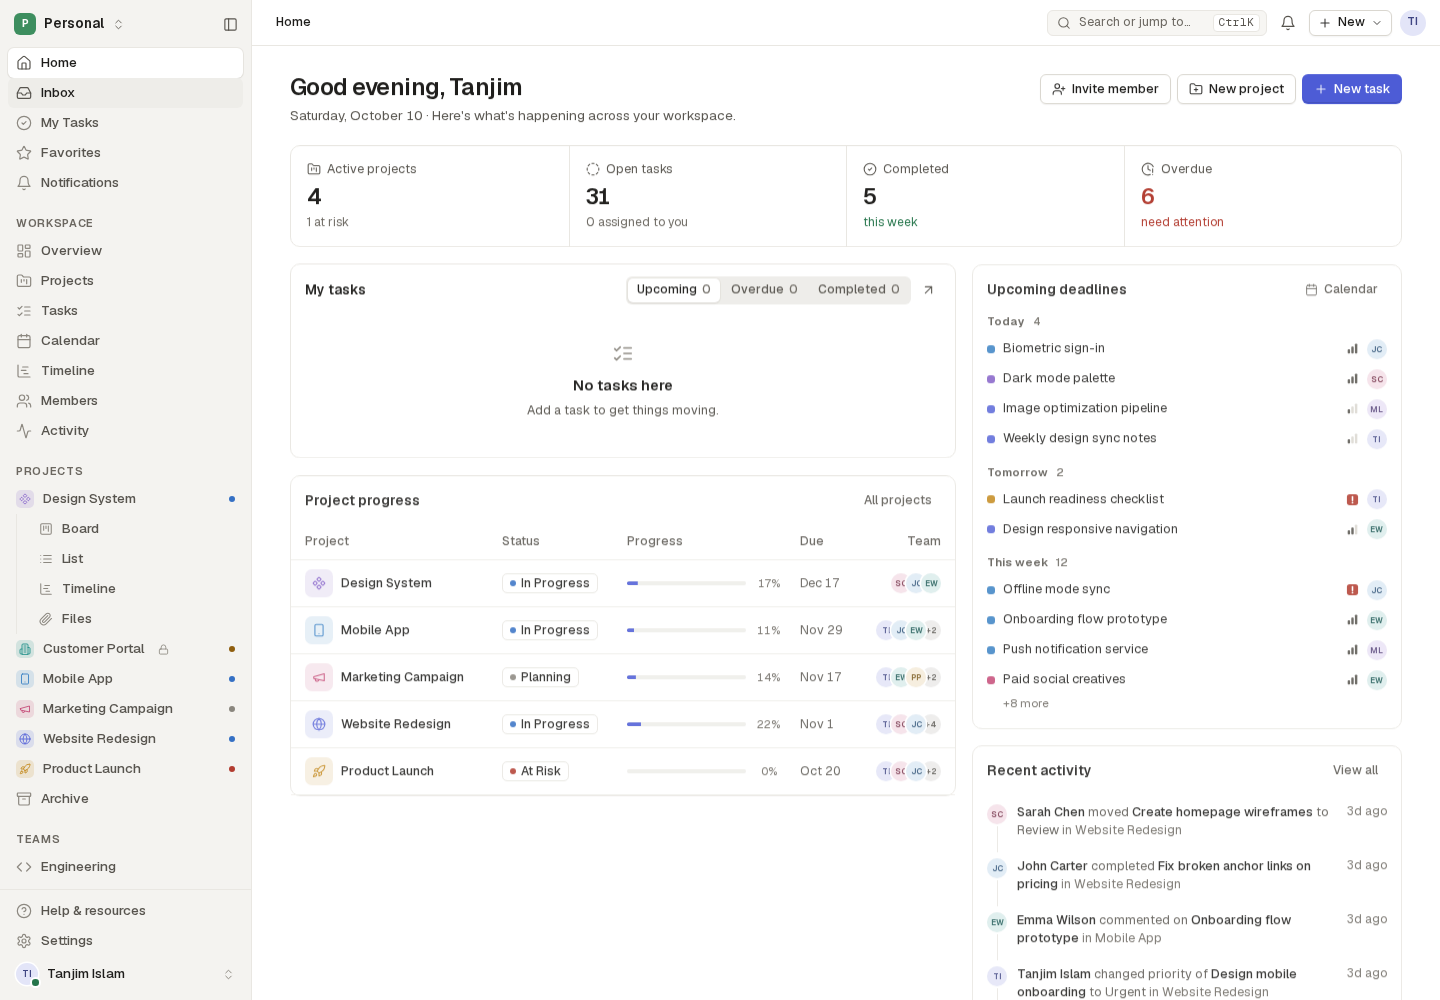 P Personal
Home
Inbox
My Tasks
Favorites
Notifications
WORKSPACE
Overview
Projects
Tasks
Calendar
Timeline
Members
Activity
PROJECTS
Design System
Board
List
Timeline
Files
Customer Portal
Mobile App
Marketing Campaign
Website Redesign
Product Launch
Archive
TEAMS
Engineering
Help & resources
Settings
TI Tanjim Islam
Home
Search or jump to... CtrlK
New
TI
Good evening, Tanjim
Saturday, October 10 · Here's what's happening across your workspace.
Invite member
New project
New task
Active projects
4
1 at risk
Open tasks
31
0 assigned to you
Completed
5
this week
Overdue
6
need attention
My tasks
Upcoming 0 Overdue 0 Completed 0
No tasks here
Add a task to get things moving.
Project progress All projects
Project Status Progress Due Team
Design System In Progress 17% Dec 17 SC JC EW
Mobile App In Progress 11% Nov 29 TI JC EW +2
Marketing Campaign Planning 14% Nov 17 TI EW PP +2
Website Redesign In Progress 22% Nov 1 TI SC JC +4
Product Launch At Risk 0% Oct 20 TI SC JC +2
Upcoming deadlines Calendar
Today 4
Biometric sign-in JC
Dark mode palette SC
Image optimization pipeline ML
Weekly design sync notes TI
Tomorrow 2
Launch readiness checklist TI
Design responsive navigation EW
This week 12
Offline mode sync JC
Onboarding flow prototype EW
Push notification service ML
Paid social creatives EW
+8 more
Recent activity View all
SC Sarah Chen moved Create homepage wireframes to 3d ago
Review in Website Redesign
JC John Carter completed Fix broken anchor links on 3d ago
pricing in Website Redesign
EW Emma Wilson commented on Onboarding flow 3d ago
prototype in Mobile App
TI Tanjim Islam changed priority of Design mobile 3d ago
onboarding to Urgent in Website Redesign